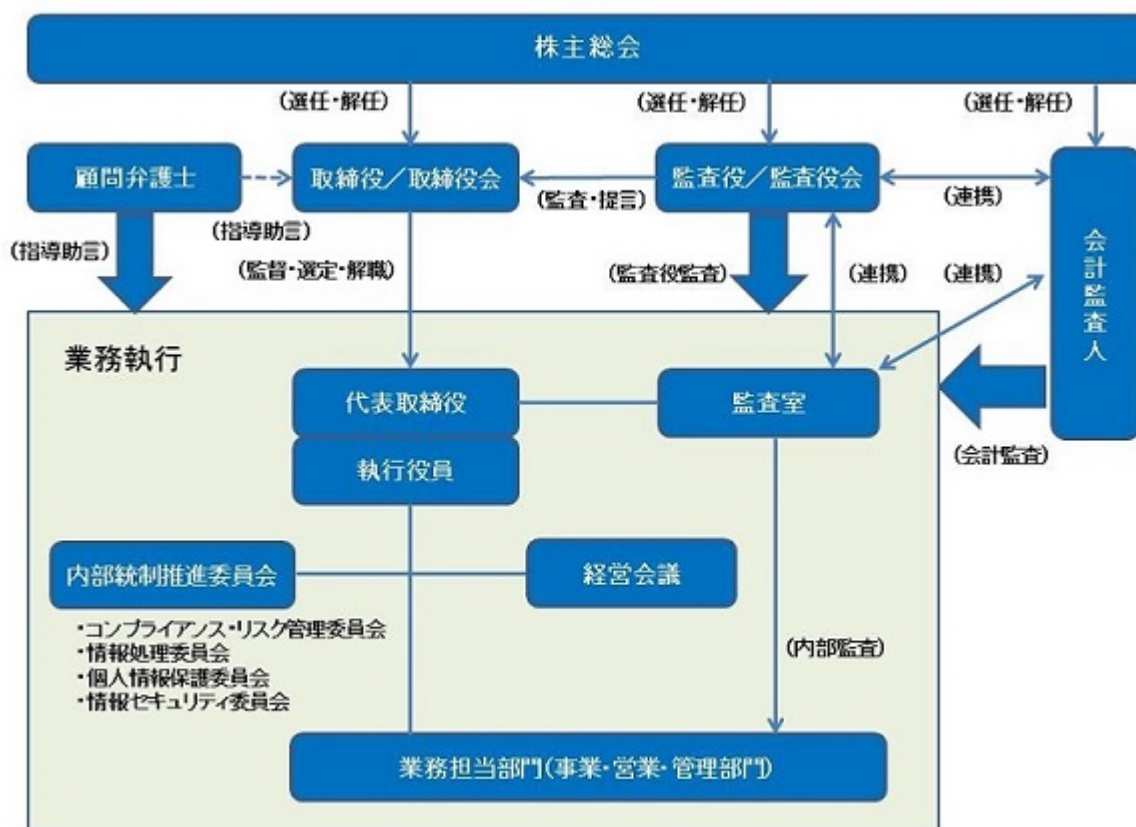 株主総会
(選任・解任)
(選任・解任)
(選任・解任)
顧問弁護士
取締役／取締役会
監査役／監査役会
(監査・提言)
(連携)
(指導助言)
(指導助言)
(監督・選定・解職)
(監査役監査)
(連携)
(連携)
会計監査人
業務執行
代表取締役
監査室
執行役員
(会計監査)
内部統制推進委員会
経営会議
・コンプライアンス・リスク管理委員会
・情報処理委員会
・個人情報保護委員会
・情報セキュリティ委員会
(内部監査)
業務担当部門(事業・営業・管理部門)